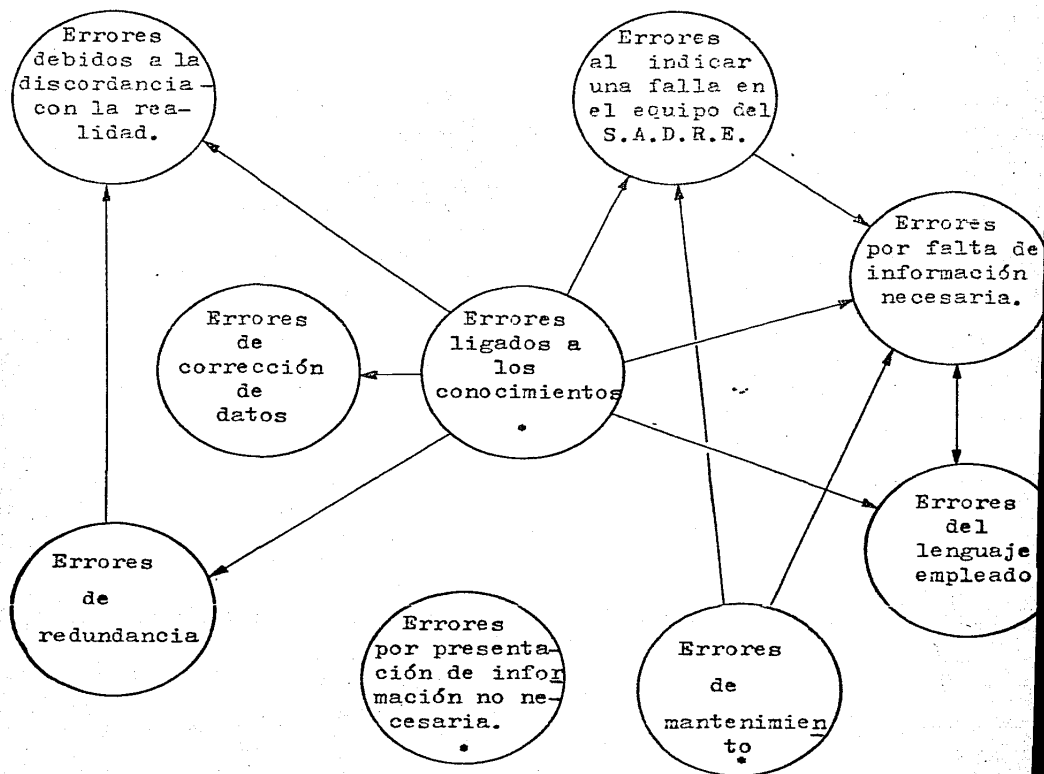 Errores
debidos a la
discordancia-
con la rea-
lidad.
Errores
al indicar
una falla en
el equipo del
S.A.D.R.E.
Errores
por falta de
información
necesaria.
Errores
de
corrección
de
datos
Errores
ligados a
los
conocimientos
*
Errores
del
lenguaje
empleado
Errores
de
redundancia
Errores
por presenta-
ción de infor
mación no ne-
cesaria.
*
Errores
de
mantenimien
to
*